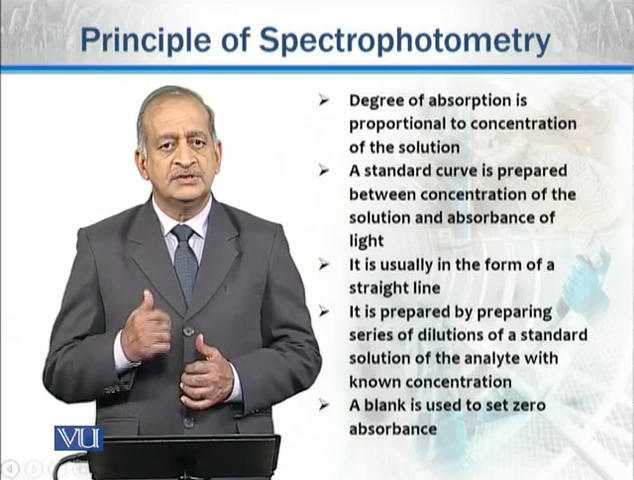 Principle of Spectrophotometry
Degree of absorption is
proportional to concentration
of the solution
A standard curve is prepared
between concentration of the
solution and absorbance of
light
It is usually in the form of a
straight line
It is prepared by preparing
series of dilutions of a standard
solution of the analyte with
known concentration
A blank is used to set zero
absorbance
VU